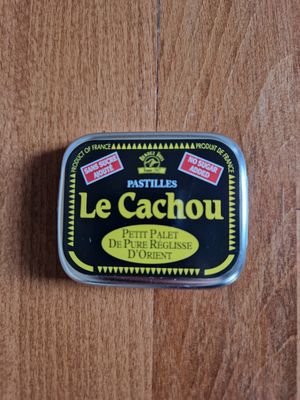 PRODUCT OF FRANCE
PRODUIT DE FRANCE
SANS SUCRE
AJOUTÉ
NO SUGAR
ADDED
PASTILLES
Le Cachou
PETIT PALET
DE PURE RÉGLISSE
D'ORIENT